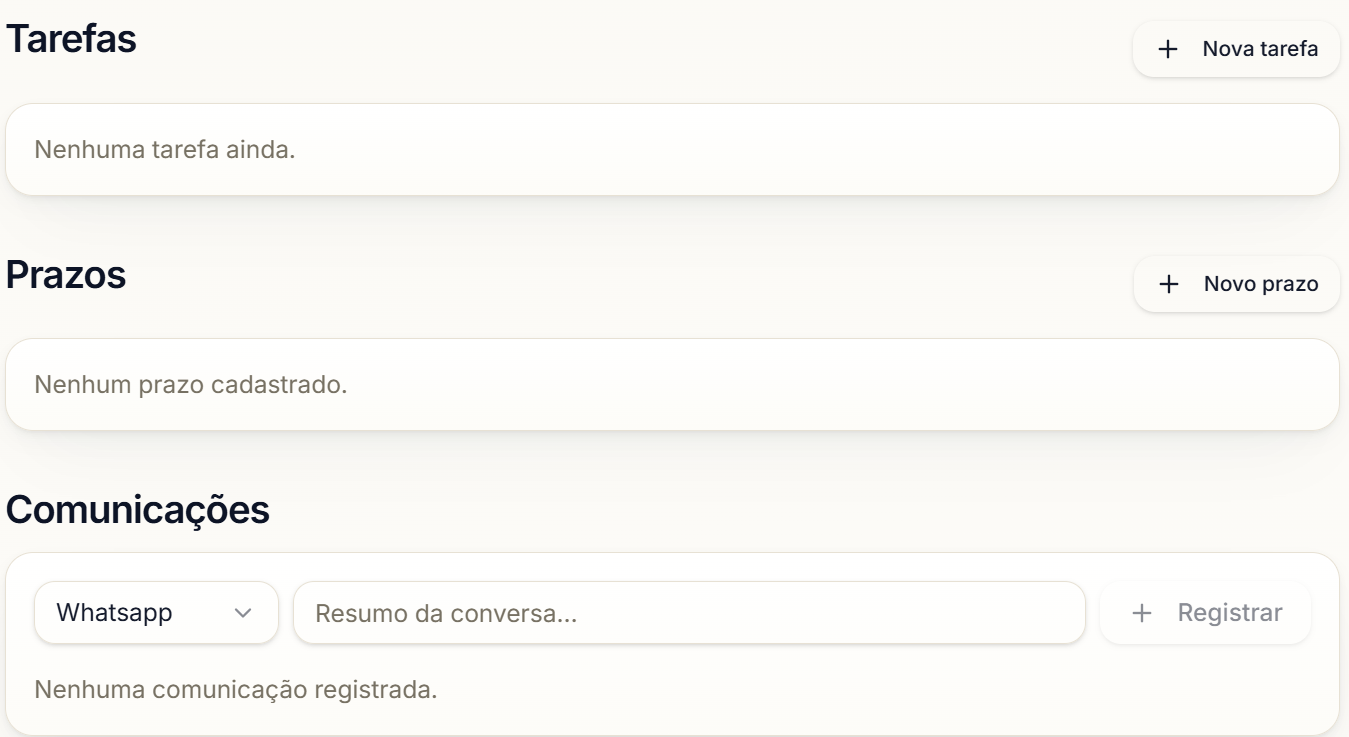 Tarefas
Nova tarefa
Nenhuma tarefa ainda.
Prazos
Novo prazo
Nenhum prazo cadastrado.
Comunicações
Whatsapp
Resumo da conversa...
Registrar
Nenhuma comunicação registrada.